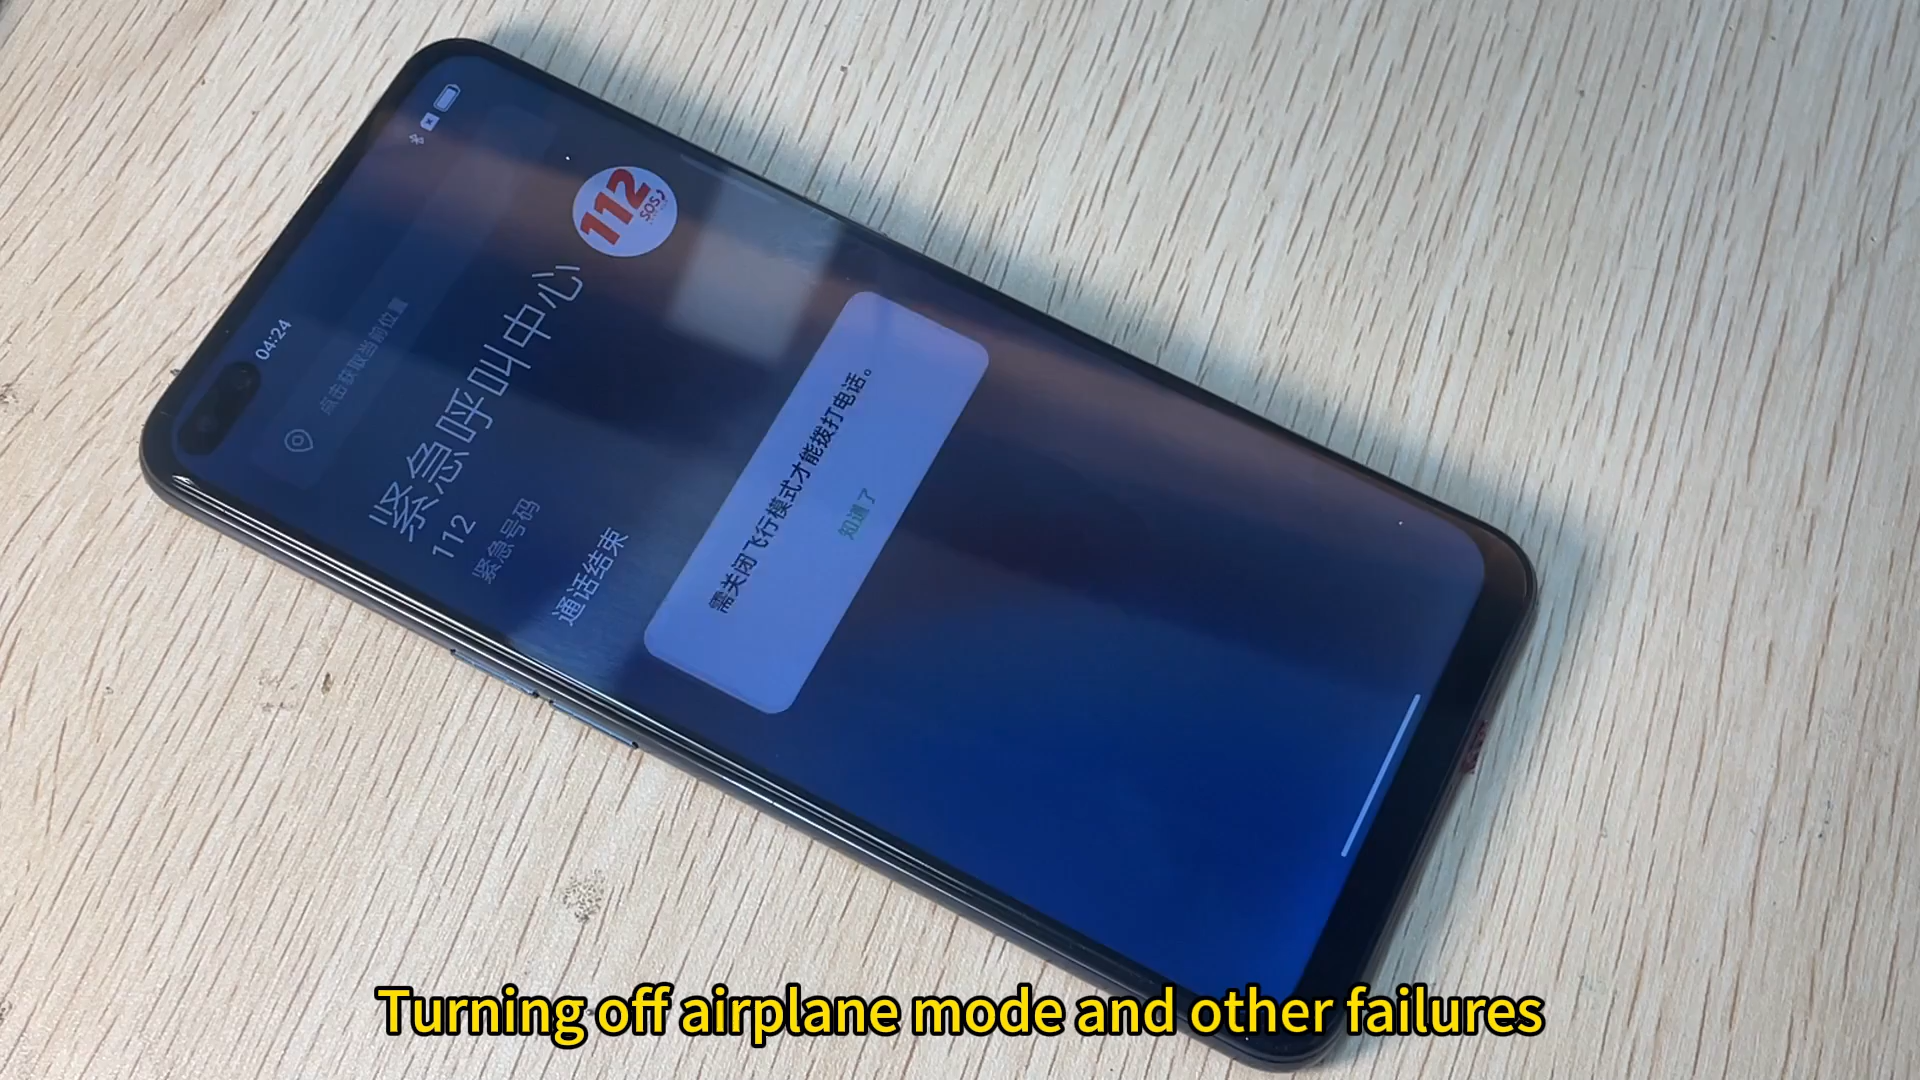 04:24
点击获取当前位置
紧急呼叫中心
112
紧急号码
通话结束
112
SOS
需关闭飞行模式才能拨打电话。
知道了
Turning off airplane mode and other failures